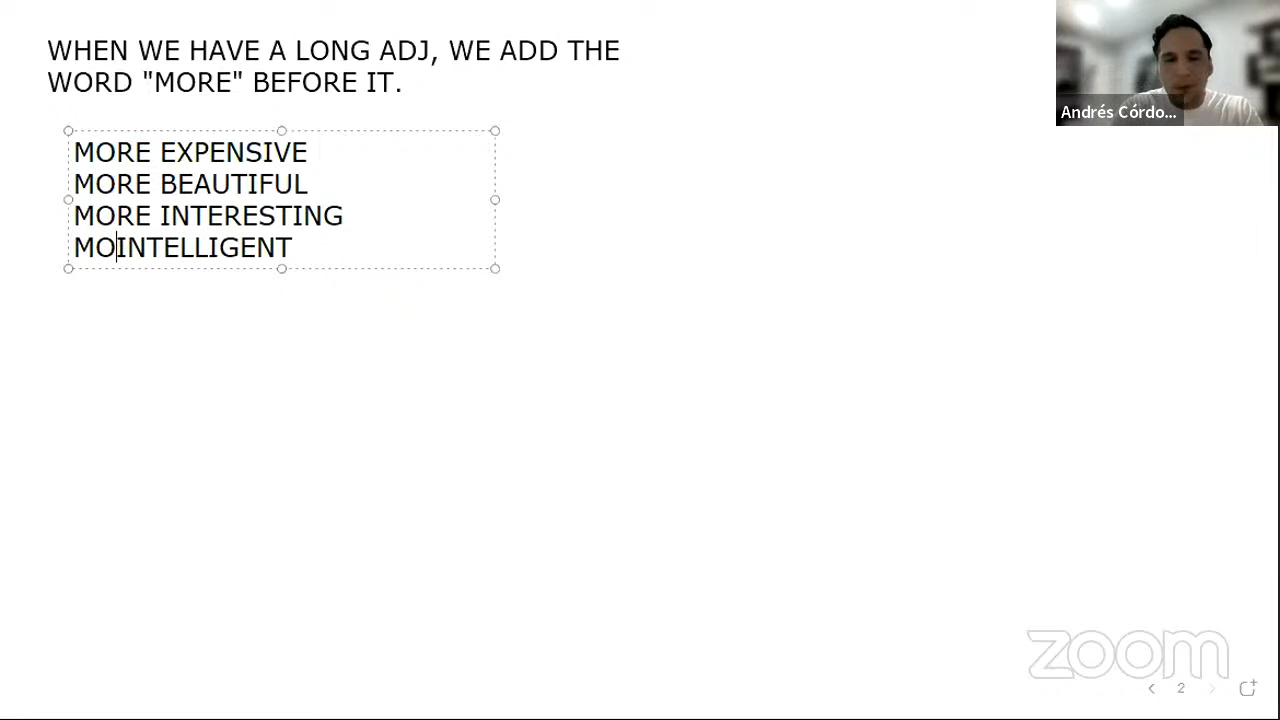 WHEN WE HAVE A LONG ADJ, WE ADD THE
WORD "MORE" BEFORE IT.
Andrés Córdo...
MORE EXPENSIVE
MORE BEAUTIFUL
MORE INTERESTING
MOINTELLIGENT
zoom
2